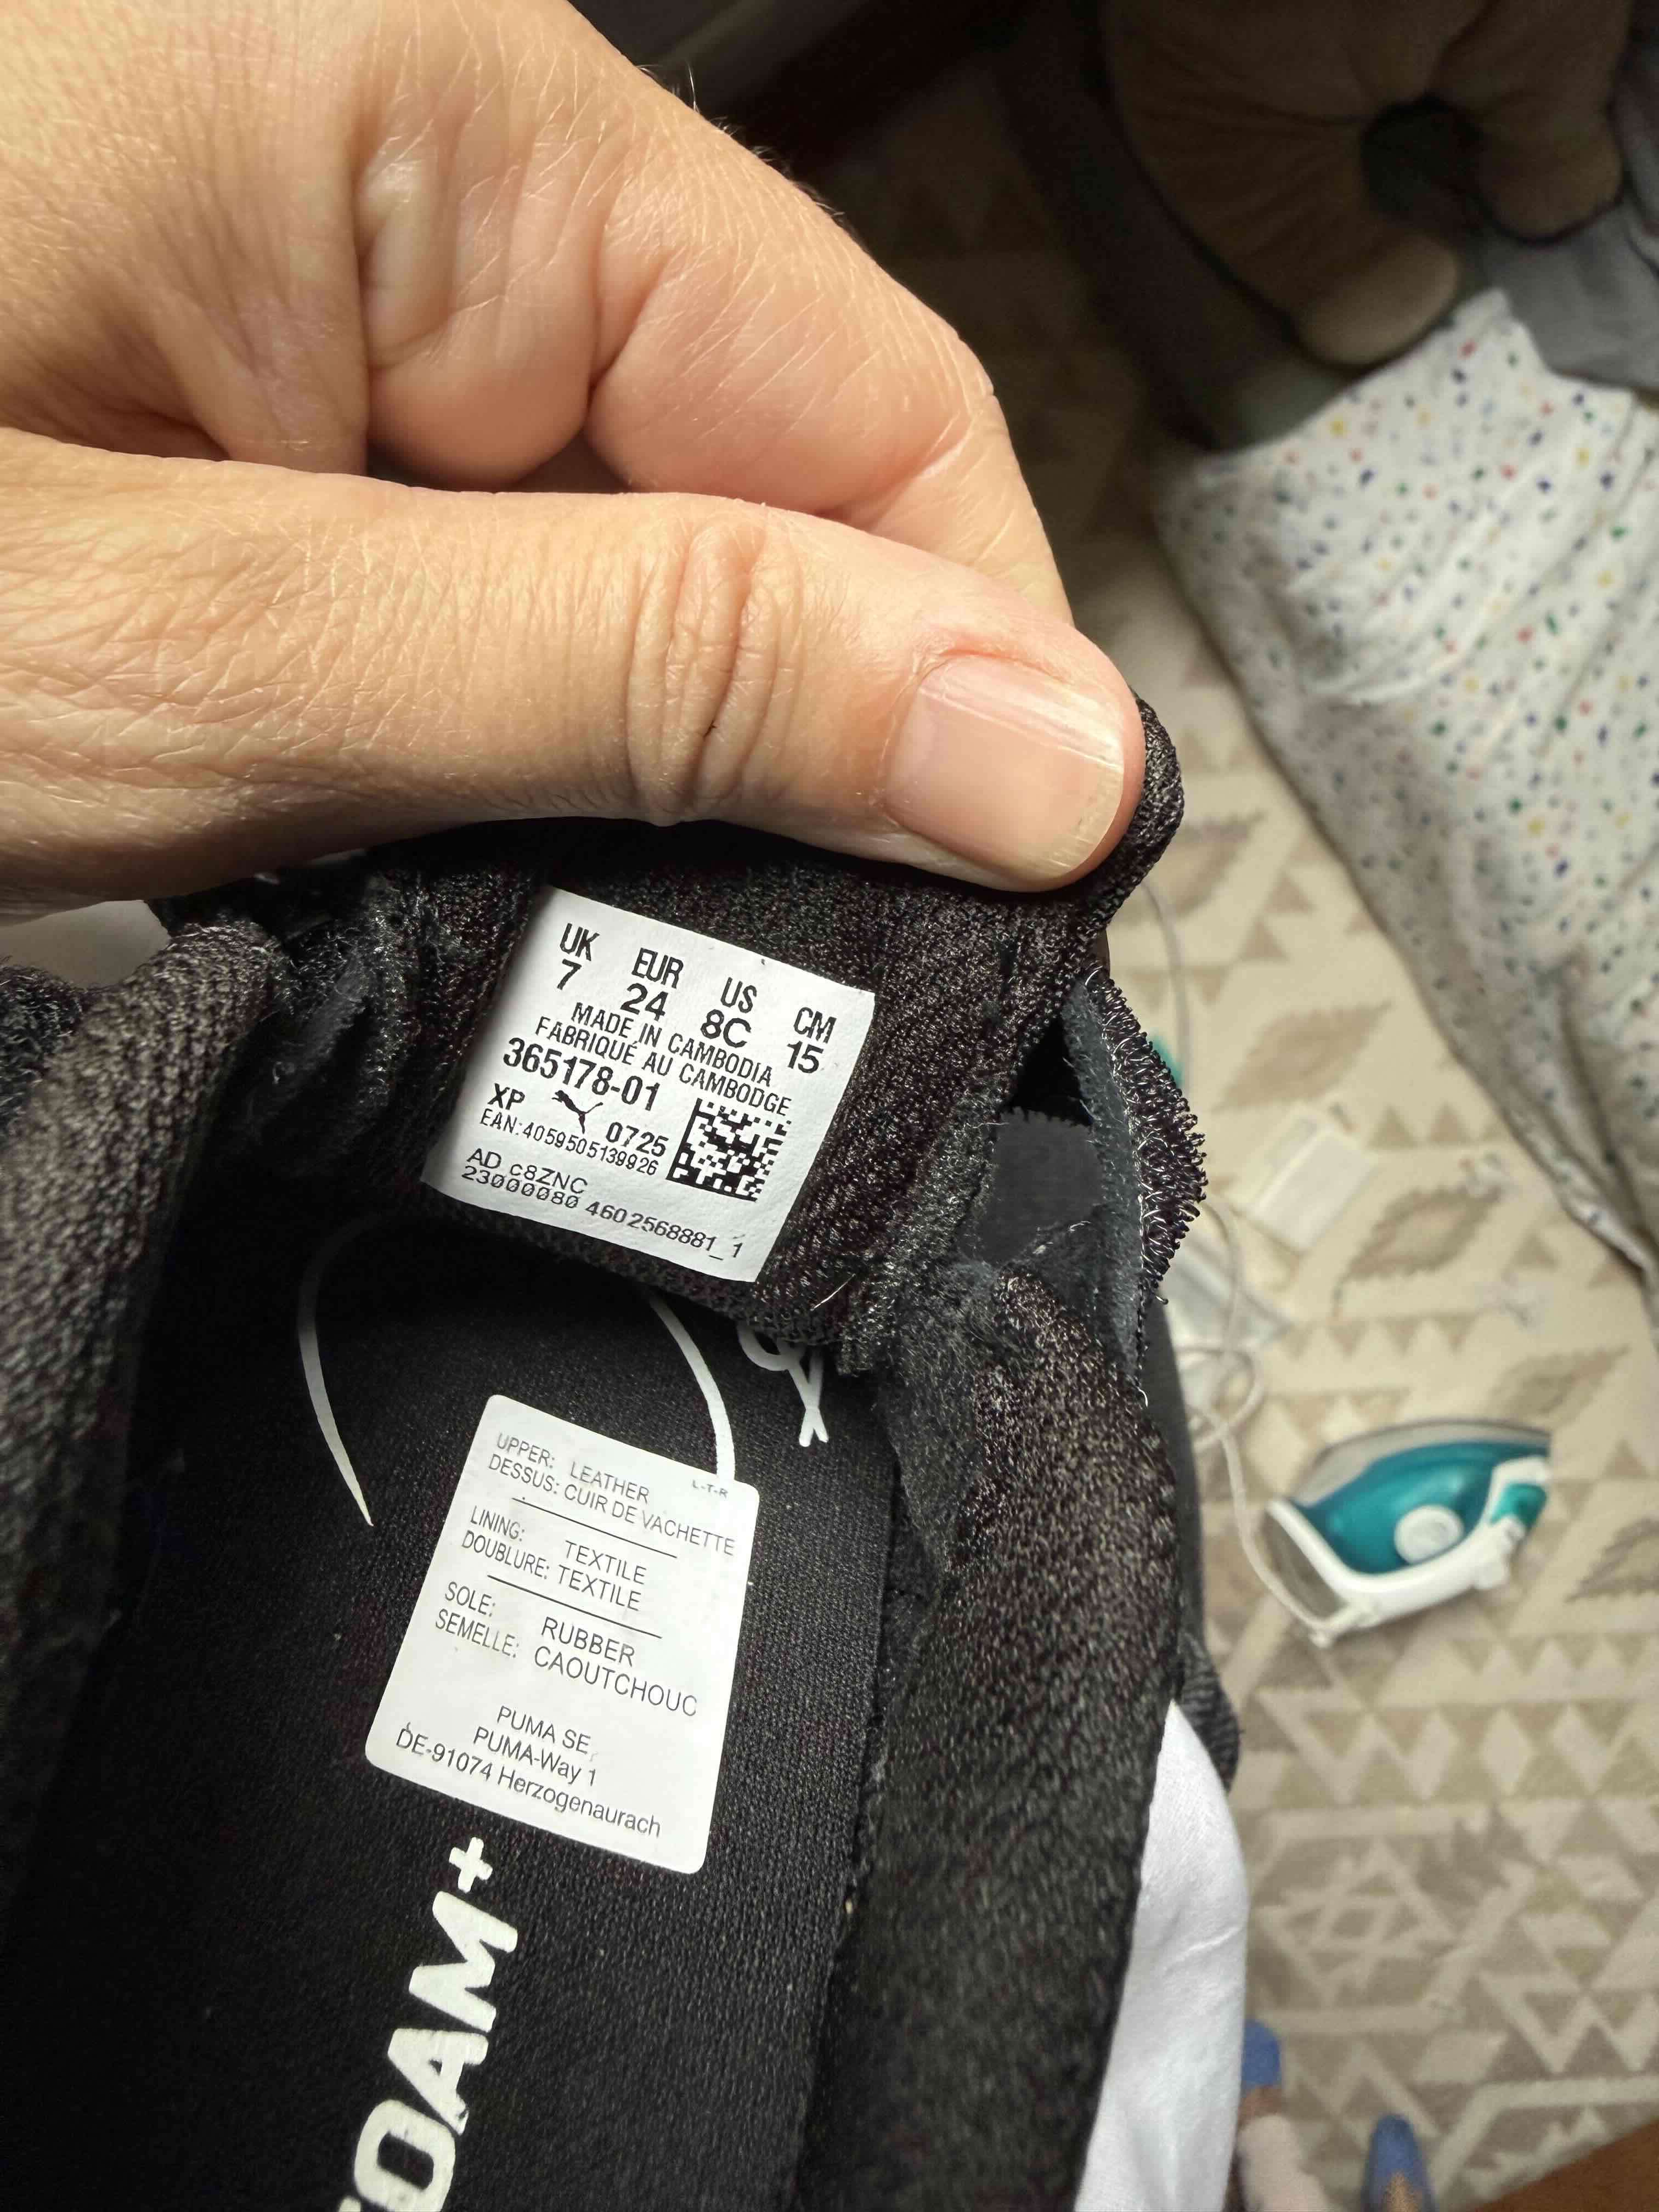 UK EUR US CM
7 24 8C 15
MADE IN CAMBODIA
FABRIQUÉ AU CAMBODGE
365178-01
XP 0725
EAN:4059505139926
AD c8ZNC
23000080 4602568881_1
L-T-R
UPPER: LEATHER
DESSUS: CUIR DE VACHETTE
LINING: TEXTILE
DOUBLURE: TEXTILE
SOLE: RUBBER
SEMELLE: CAOUTCHOUC
PUMA SE
PUMA-Way 1
DE-91074 Herzogenaurach
OAM+